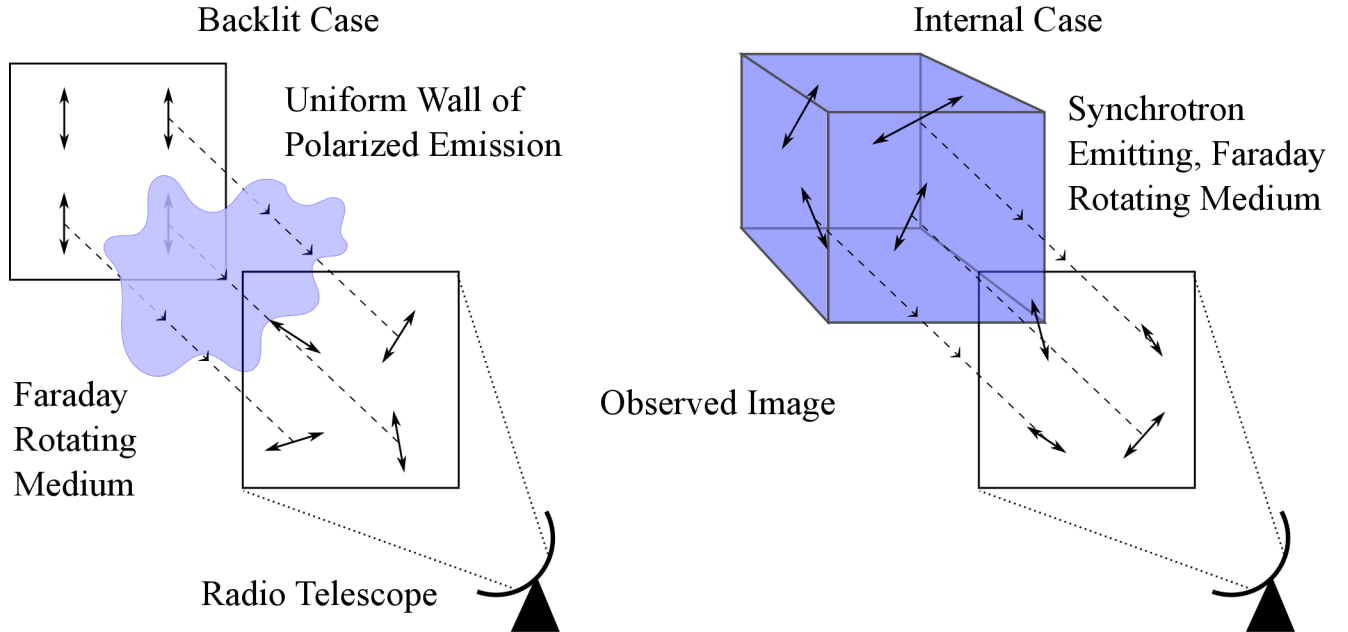 Backlit Case
Internal Case
Uniform Wall of
Polarized Emission
Synchrotron
Emitting, Faraday
Rotating Medium
Faraday
Rotating
Medium
Observed Image
Radio Telescope